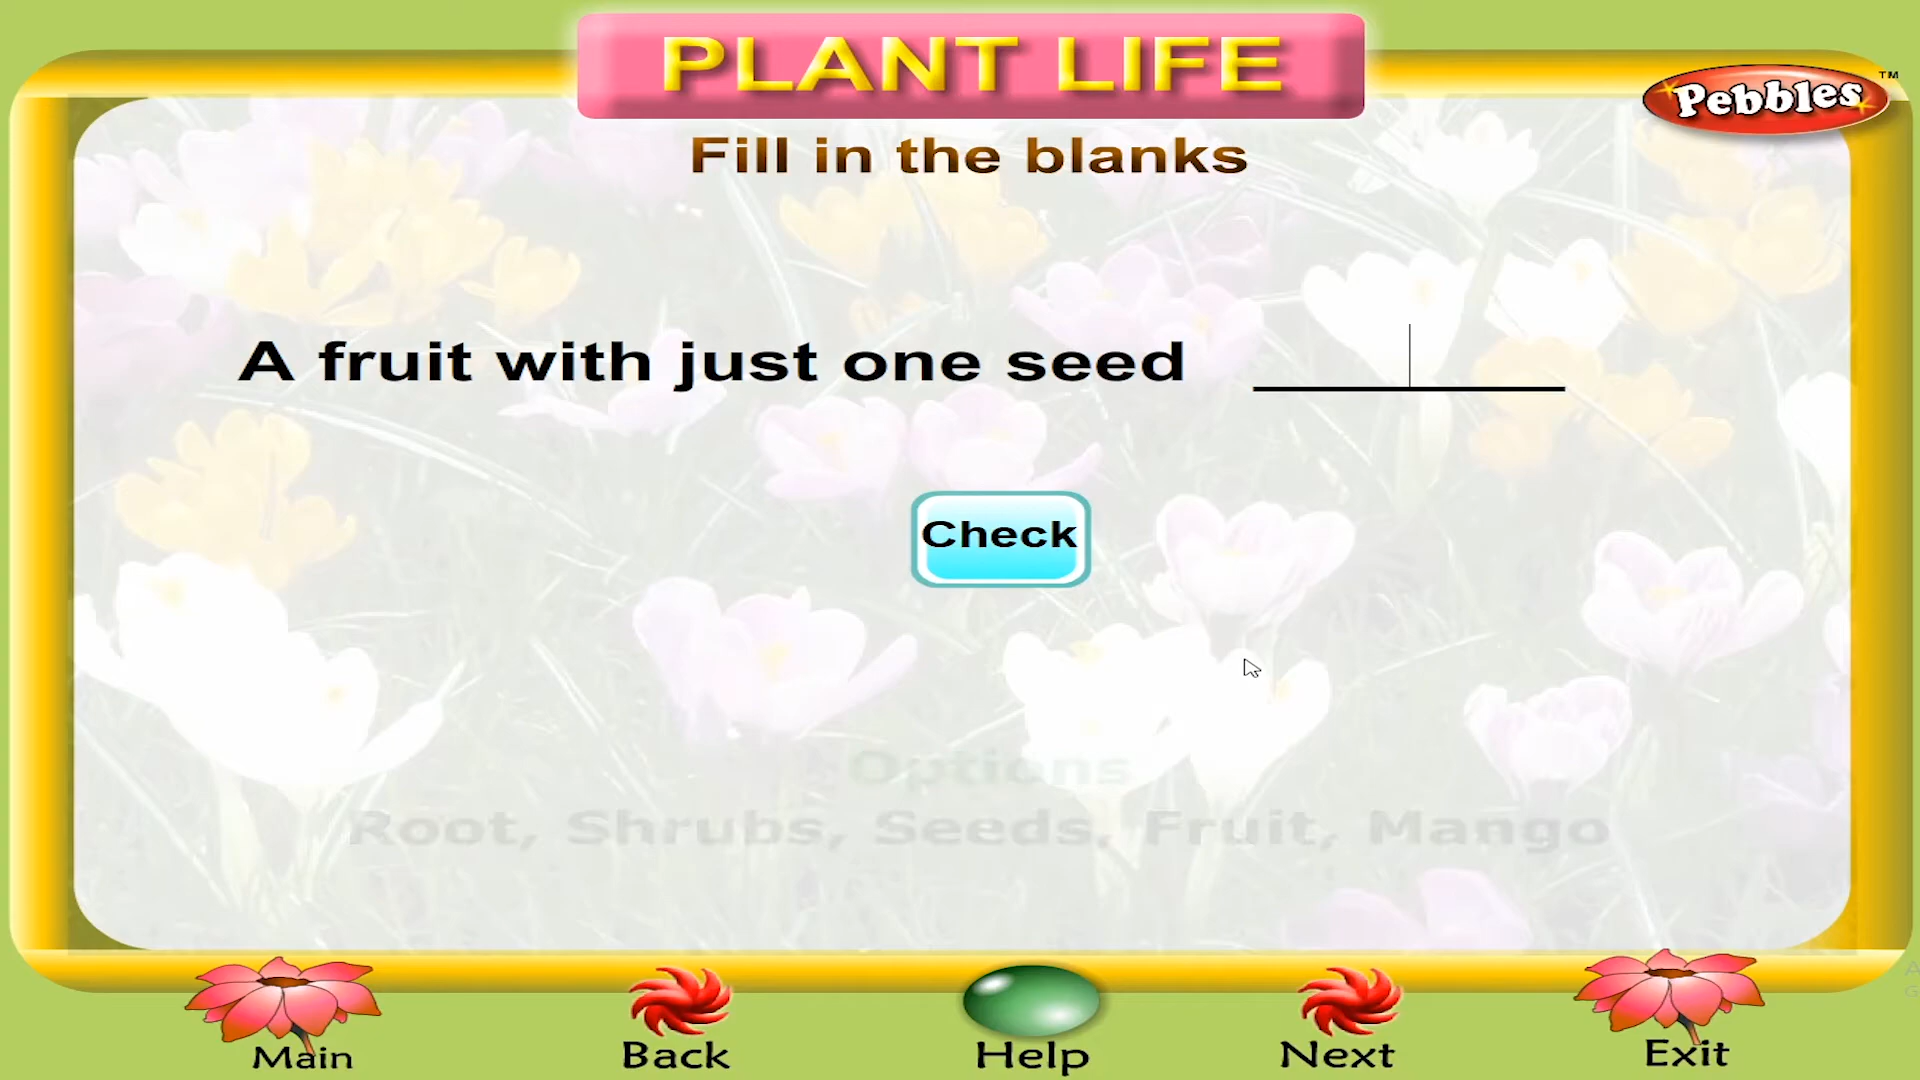 PLANT LIFE
Pebbles™
Fill in the blanks
A fruit with just one seed
Check
Options
Root, Shrubs, Seeds, Fruit, Mango
Main
Back
Help
Next
Exit